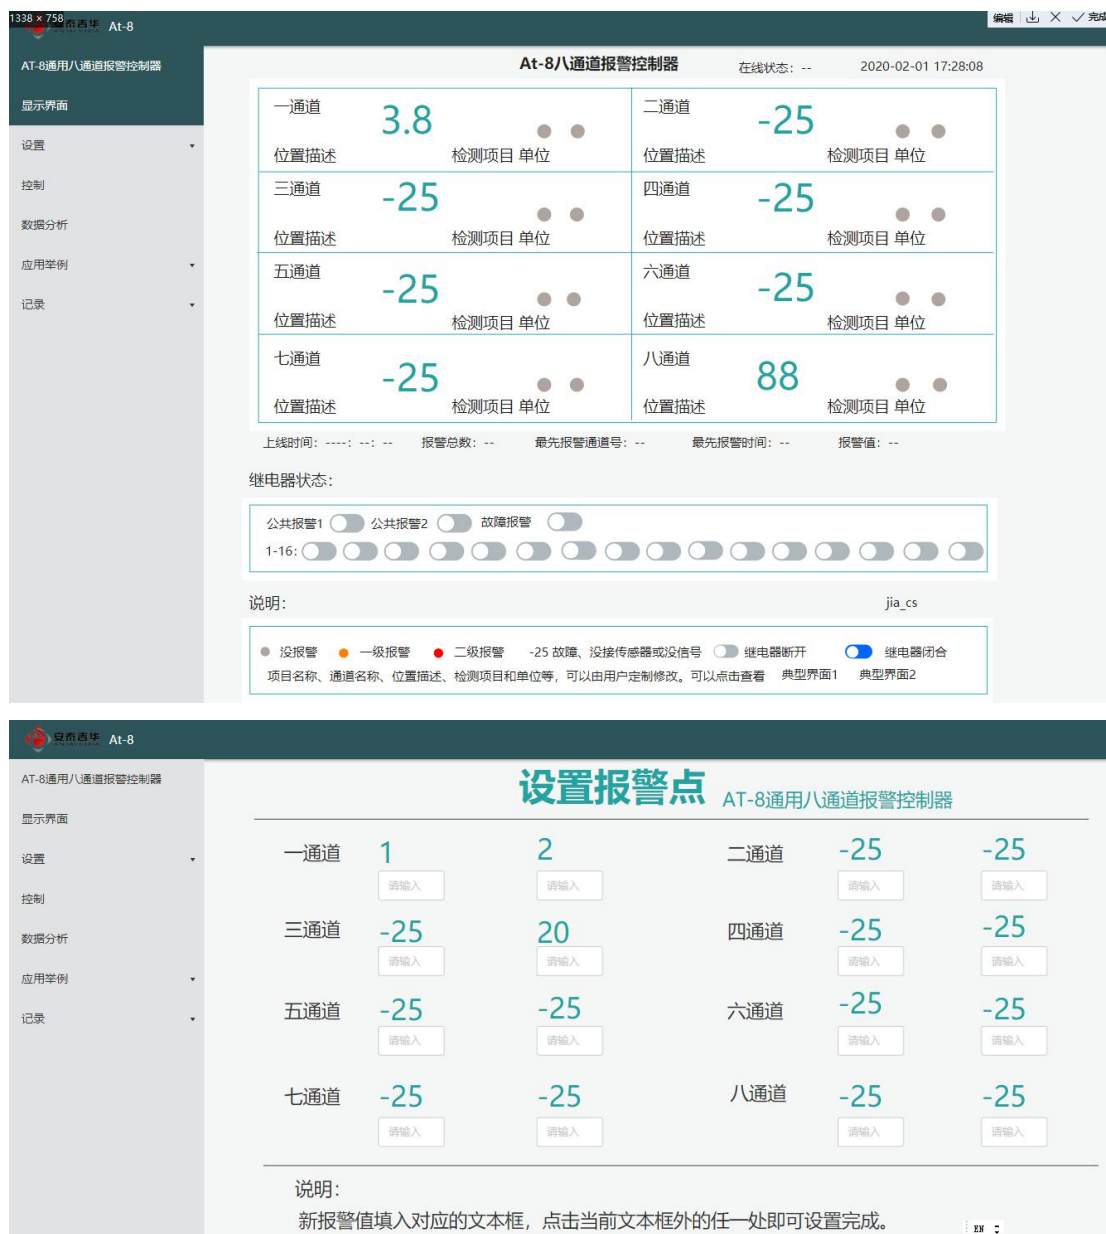 1338 × 758
安泰吉华 At-8
编辑 完成
AT-8通用八通道报警控制器
显示界面
设置
控制
数据分析
应用举例
记录
At-8八通道报警控制器 在线状态：-- 2020-02-01 17:28:08
一通道 3.8
位置描述 检测项目 单位
二通道 -25
位置描述 检测项目 单位
三通道 -25
位置描述 检测项目 单位
四通道 -25
位置描述 检测项目 单位
五通道 -25
位置描述 检测项目 单位
六通道 -25
位置描述 检测项目 单位
七通道 -25
位置描述 检测项目 单位
八通道 88
位置描述 检测项目 单位
上线时间：----：--：-- 报警总数：-- 最先报警通道号：-- 最先报警时间：-- 报警值：--
继电器状态：
公共报警1 公共报警2 故障报警
1-16:
说明： jia_cs
没报警 一级报警 二级报警 -25 故障、没接传感器或没信号 继电器断开 继电器闭合
项目名称、通道名称、位置描述、检测项目和单位等，可以由用户定制修改。可以点击查看 典型界面1 典型界面2
安泰吉华 At-8
AT-8通用八通道报警控制器
显示界面
设置
控制
数据分析
应用举例
记录
设置报警点 AT-8通用八通道报警控制器
一通道 1 2 二通道 -25 -25
请输入 请输入 请输入 请输入
三通道 -25 20 四通道 -25 -25
请输入 请输入 请输入 请输入
五通道 -25 -25 六通道 -25 -25
请输入 请输入 请输入 请输入
七通道 -25 -25 八通道 -25 -25
请输入 请输入 请输入 请输入
说明：
新报警值填入对应的文本框，点击当前文本框外的任一处即可设置完成。
EN